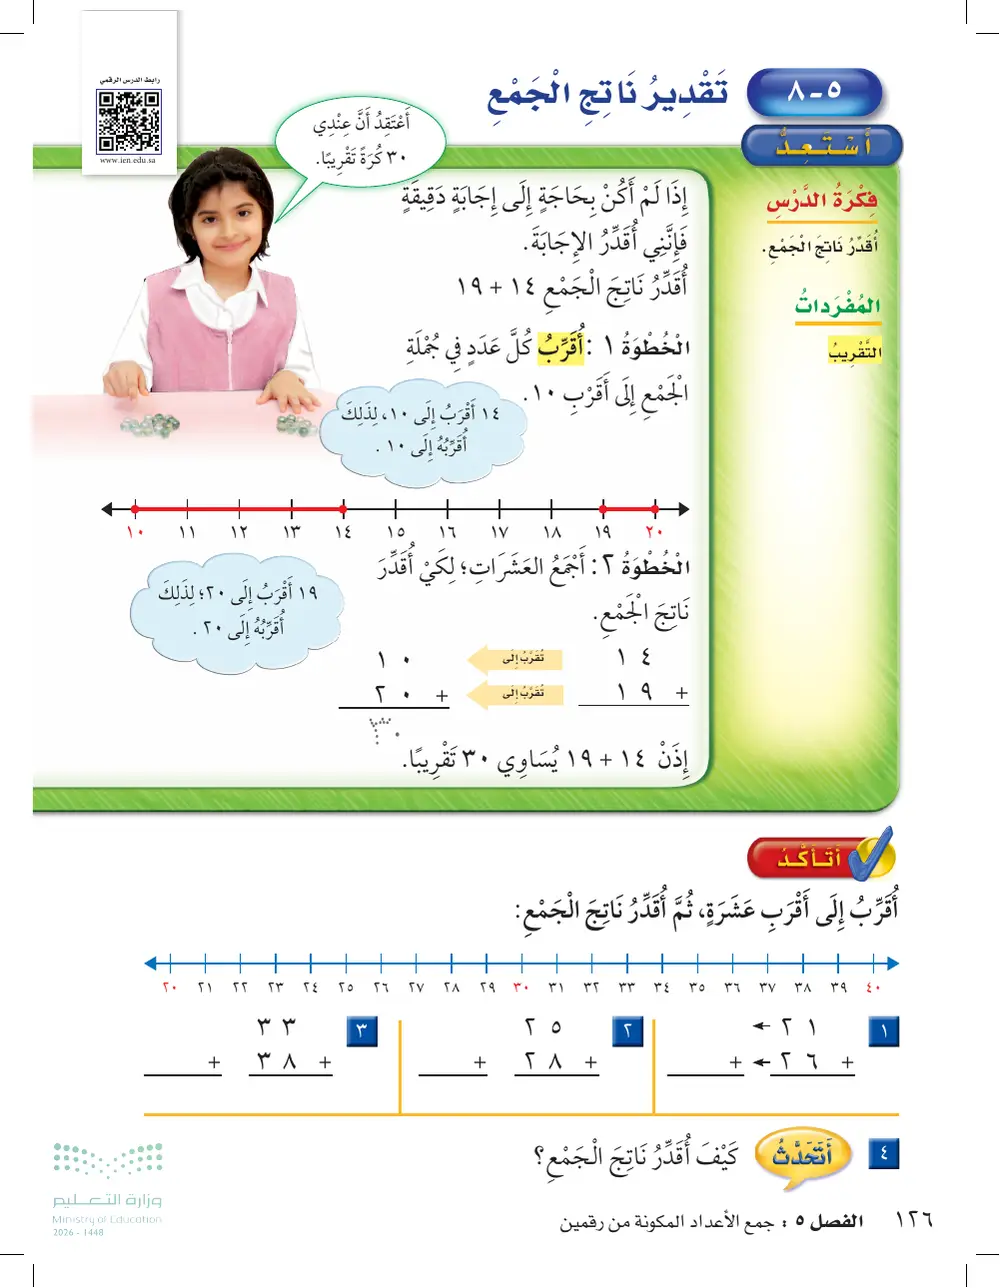 رابط الدرس الرقمي
www.ien.edu.sa
٥-٨
تَقْدِيرُ نَاتِجِ الْجَمْعِ
أَسْتَعِدُّ
أَعْتَقِدُ أَنَّ عِنْدِي
٣٠ كُرَةً تَقْرِيبًا.
فِكْرَةُ الدَّرْسِ
أُقَدِّرُ نَاتِجَ الْجَمْعِ.
المُفْرَدَاتُ
التَّقْرِيبُ
إِذَا لَمْ أَكُنْ بِحَاجَةٍ إِلَى إِجَابَةٍ دَقِيقَةٍ
فَإِنَّنِي أُقَدِّرُ الإِجَابَةَ.
أُقَدِّرُ نَاتِجَ الْجَمْعِ ١٤ + ١٩
الْخُطْوَةُ ١ : أُقَرِّبُ كُلَّ عَدَدٍ فِي جُمْلَةِ
الْجَمْعِ إِلَى أَقْرَبِ ١٠.
١٤ أَقْرَبُ إِلَى ١٠، لِذَلِكَ
أُقَرِّبُهُ إِلَى ١٠ .
١٠ ١١ ١٢ ١٣ ١٤ ١٥ ١٦ ١٧ ١٨ ١٩ ٢٠
الْخُطْوَةُ ٢ : أَجْمَعُ العَشَرَاتِ؛ لِكَيْ أُقَدِّرَ
نَاتِجَ الْجَمْعِ.
١٩ أَقْرَبُ إِلَى ٢٠؛ لِذَلِكَ
أُقَرِّبُهُ إِلَى ٢٠ .
١٤ تُقَرَّبُ إِلَى ١٠
+ ١٩ تُقَرَّبُ إِلَى + ٢٠
٣٠
إِذَنْ ١٤ + ١٩ يُسَاوِي ٣٠ تَقْرِيبًا.
أَتَأَكَّدُ
أُقَرِّبُ إِلَى أَقْرَبِ عَشَرَةٍ، ثُمَّ أُقَدِّرُ نَاتِجَ الْجَمْعِ:
٢٠ ٢١ ٢٢ ٢٣ ٢٤ ٢٥ ٢٦ ٢٧ ٢٨ ٢٩ ٣٠ ٣١ ٣٢ ٣٣ ٣٤ ٣٥ ٣٦ ٣٧ ٣٨ ٣٩ ٤٠
١ ٢١ ←
+ ٢٦ ← +
٢ ٢٥
+ ٢٨ +
٣ ٣٣
+ ٣٨ +
٤ أَتَحَدَّثُ كَيْفَ أُقَدِّرُ نَاتِجَ الْجَمْعِ؟
وزارة التعليم
Ministry of Education
2026 - 1448
١٢٦ الفصل ٥ : جمع الأعداد المكونة من رقمين